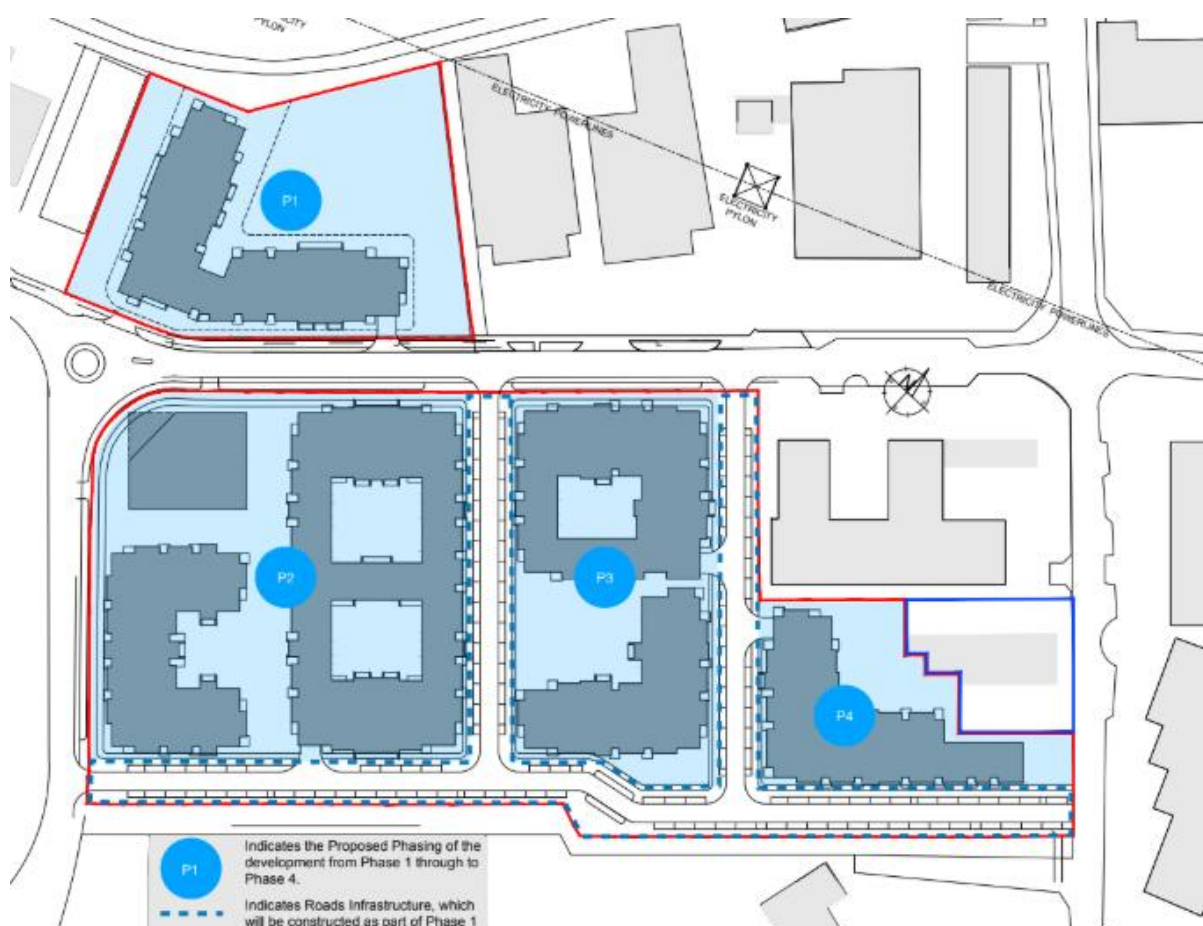 CITY
PYLON
ELECTRICITY POWERLINES
P1
ELECTRICITY
PYLON
ELECTRICITY POWERLINES
P2
P3
P4
P1
Indicates the Proposed Phasing of the
development from Phase 1 through to
Phase 4.
Indicates Roads Infrastructure, which
will be constructed as part of Phase 1